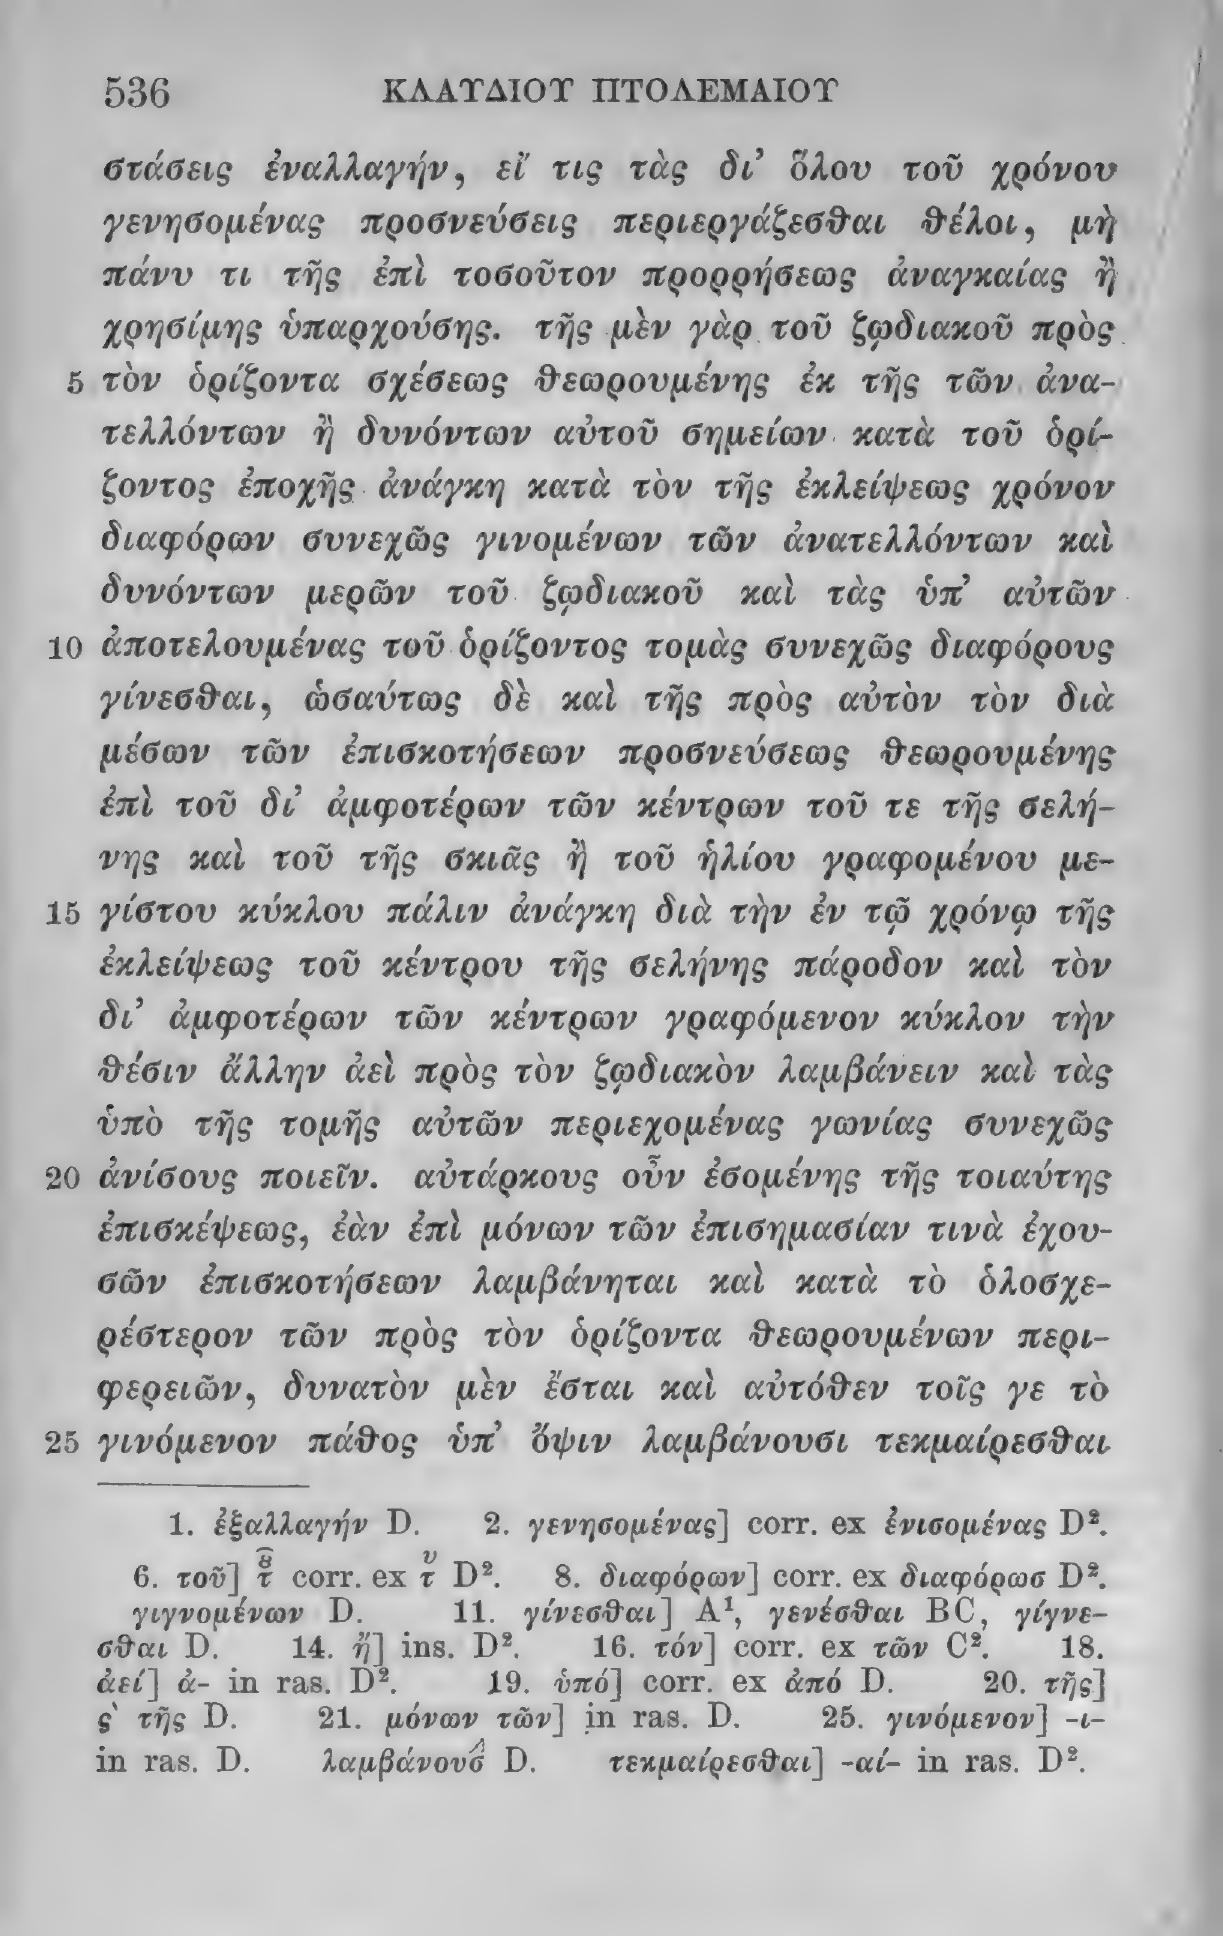 536 ΚΛΑΥΔΙΟΥ ΠΤΟΛΕΜΑΙΟΥ
στάσεις ἐναλλαγήν, εἴ τις τὰς δι’ ὅλου τοῦ χρόνου
γενησομένας προσνεύσεις περιεργάζεσθαι θέλοι, μὴ
πάνυ τι τῆς ἐπὶ τοσοῦτον προρρήσεως ἀναγκαίας ἢ
χρησίμης ὑπαρχούσης. τῆς μὲν γὰρ τοῦ ζῳδιακοῦ πρὸς
5 τὸν ὁρίζοντα σχέσεως θεωρουμένης ἐκ τῆς τῶν ἀνα-
τελλόντων ἢ δυνόντων αὐτοῦ σημείων κατὰ τοῦ ὁρί-
ζοντος ἐποχῆς ἀνάγκη κατὰ τὸν τῆς ἐκλείψεως χρόνον
διαφόρων συνεχῶς γινομένων τῶν ἀνατελλόντων καὶ
δυνόντων μερῶν τοῦ ζῳδιακοῦ καὶ τὰς ὑπ’ αὐτῶν
10 ἀποτελουμένας τοῦ ὁρίζοντος τομὰς συνεχῶς διαφόρους
γίνεσθαι, ὡσαύτως δὲ καὶ τῆς πρὸς αὐτὸν τὸν διὰ
μέσων τῶν ἐπισκοτήσεων προσνεύσεως θεωρουμένης
ἐπὶ τοῦ δι’ ἀμφοτέρων τῶν κέντρων τοῦ τε τῆς σελή-
νης καὶ τοῦ τῆς σκιᾶς ἢ τοῦ ἡλίου γραφομένου με-
15 γίστου κύκλου πάλιν ἀνάγκη διὰ τὴν ἐν τῷ χρόνῳ τῆς
ἐκλείψεως τοῦ κέντρου τῆς σελήνης πάροδον καὶ τὸν
δι’ ἀμφοτέρων τῶν κέντρων γραφόμενον κύκλον τὴν
θέσιν ἄλλην ἀεὶ πρὸς τὸν ζῳδιακὸν λαμβάνειν καὶ τὰς
ὑπὸ τῆς τομῆς αὐτῶν περιεχομένας γωνίας συνεχῶς
20 ἀνίσους ποιεῖν. αὐτάρκους οὖν ἐσομένης τῆς τοιαύτης
ἐπισκέψεως, ἐὰν ἐπὶ μόνων τῶν ἐπισημασίαν τινὰ ἐχου-
σῶν ἐπισκοτήσεων λαμβάνηται καὶ κατὰ τὸ ὁλοσχε-
ρέστερον τῶν πρὸς τὸν ὁρίζοντα θεωρουμένων περι-
φερειῶν, δυνατὸν μὲν ἔσται καὶ αὐτόθεν τοῖς γε τὸ
25 γινόμενον πάθος ὑπ’ ὄψιν λαμβάνουσι τεκμαίρεσθαι
1. ἐξαλλαγήν D. 2. γενησομένας] corr. ex ἐνισομένας D².
6. τοῦ] τ corr. ex τ D². 8. διαφόρων] corr. ex διαφόρωσ D².
γιγνομένων D. 11. γίνεσθαι] A¹, γενέσθαι BC, γίγνε-
σθαι D. 14. ἤ] ins. D². 16. τόν] corr. ex τῶν C². 18.
ἀεί] ἀ- in ras. D². 19. ὑπό] corr. ex ἀπό D. 20. τῆς]
ϛ` τῆς D. 21. μόνων τῶν] in ras. D. 25. γινόμενον] -ι-
in ras. D. λαμβάνουσ D. τεκμαίρεσθαι] -αί- in ras. D².